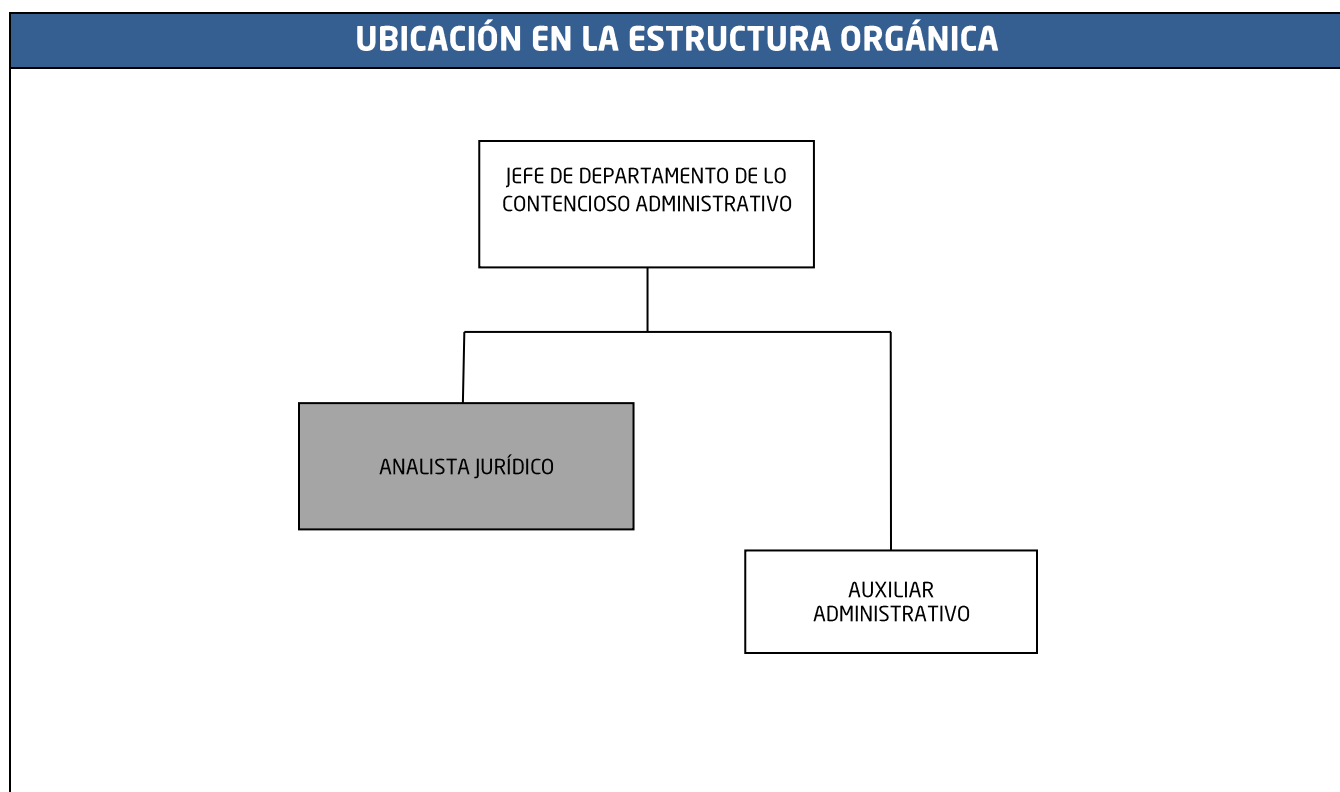 UBICACIÓN EN LA ESTRUCTURA ORGÁNICA
JEFE DE DEPARTAMENTO DE LO
CONTENCIOSO ADMINISTRATIVO
ANALISTA JURÍDICO
AUXILIAR
ADMINISTRATIVO